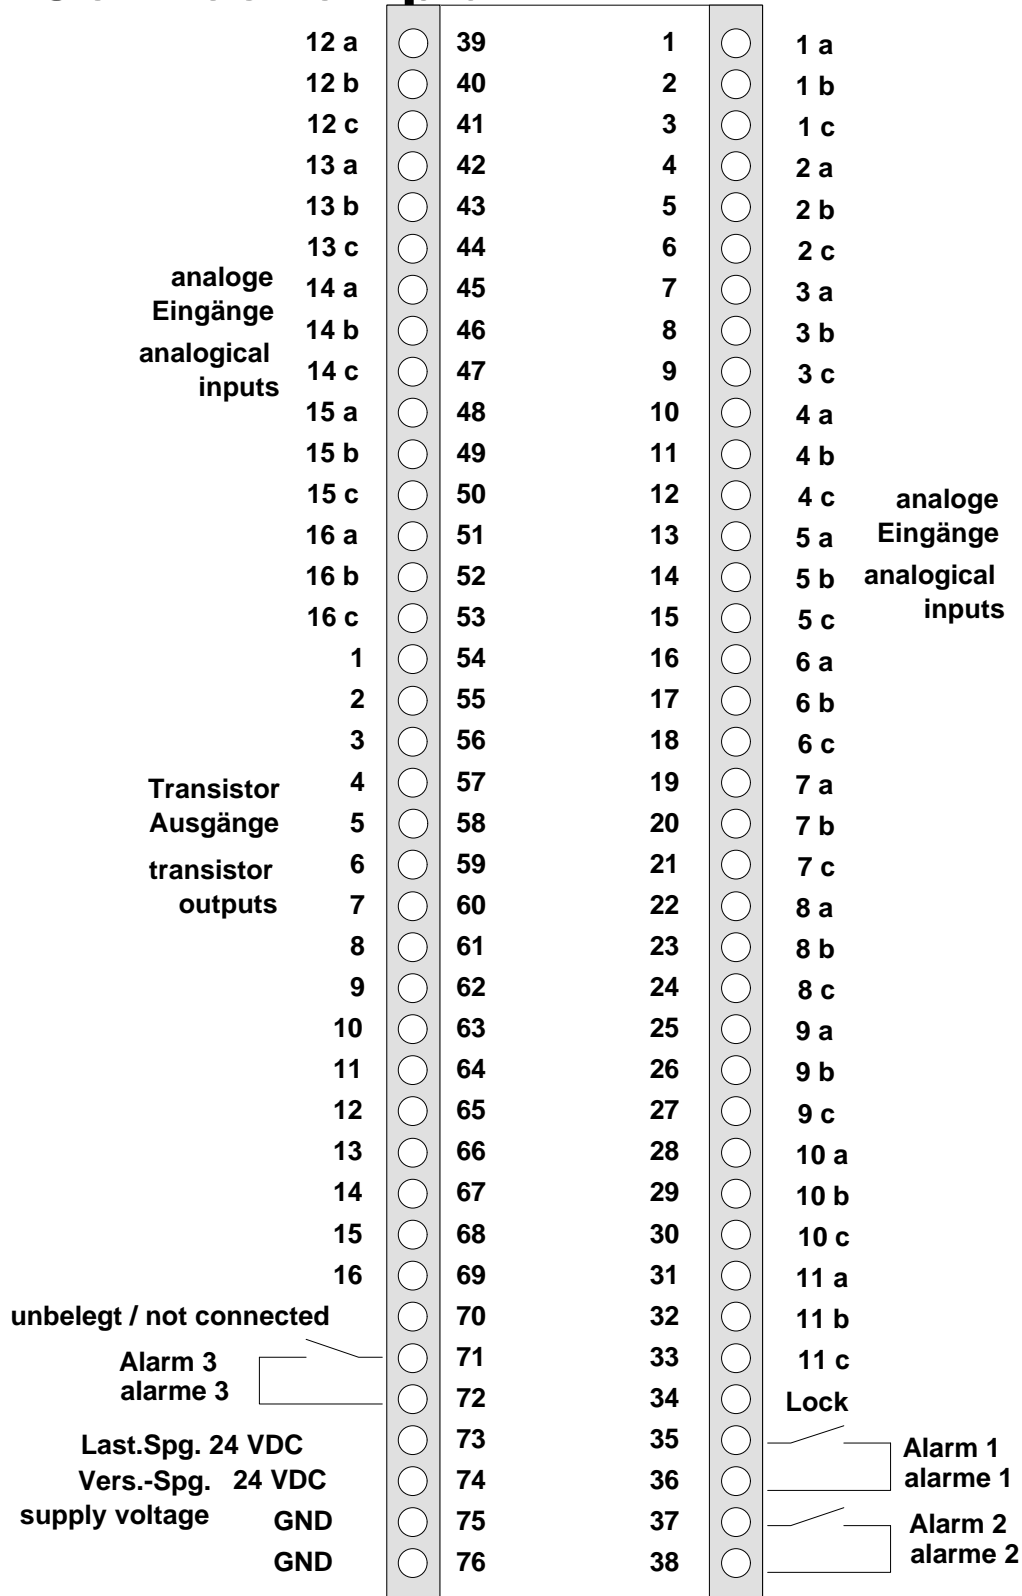 12 a 39 1 1 a
12 b 40 2 1 b
12 c 41 3 1 c
13 a 42 4 2 a
13 b 43 5 2 b
13 c 44 6 2 c
analoge
Eingänge
analogical
inputs
14 a 45 7 3 a
14 b 46 8 3 b
14 c 47 9 3 c
15 a 48 10 4 a
15 b 49 11 4 b
15 c 50 12 4 c
analoge
Eingänge
analogical
inputs
16 a 51 13 5 a
16 b 52 14 5 b
16 c 53 15 5 c
1 54 16 6 a
2 55 17 6 b
3 56 18 6 c
Transistor
Ausgänge
transistor
outputs
4 57 19 7 a
5 58 20 7 b
6 59 21 7 c
7 60 22 8 a
8 61 23 8 b
9 62 24 8 c
10 63 25 9 a
11 64 26 9 b
12 65 27 9 c
13 66 28 10 a
14 67 29 10 b
15 68 30 10 c
16 69 31 11 a
unbelegt / not connected 70 32 11 b
Alarm 3 71 33 11 c
alarme 3 72 34 Lock
Last.Spg. 24 VDC 73 35 Alarm 1
Vers.-Spg. 24 VDC 74 36 alarme 1
supply voltage GND 75 37 Alarm 2
GND 76 38 alarme 2